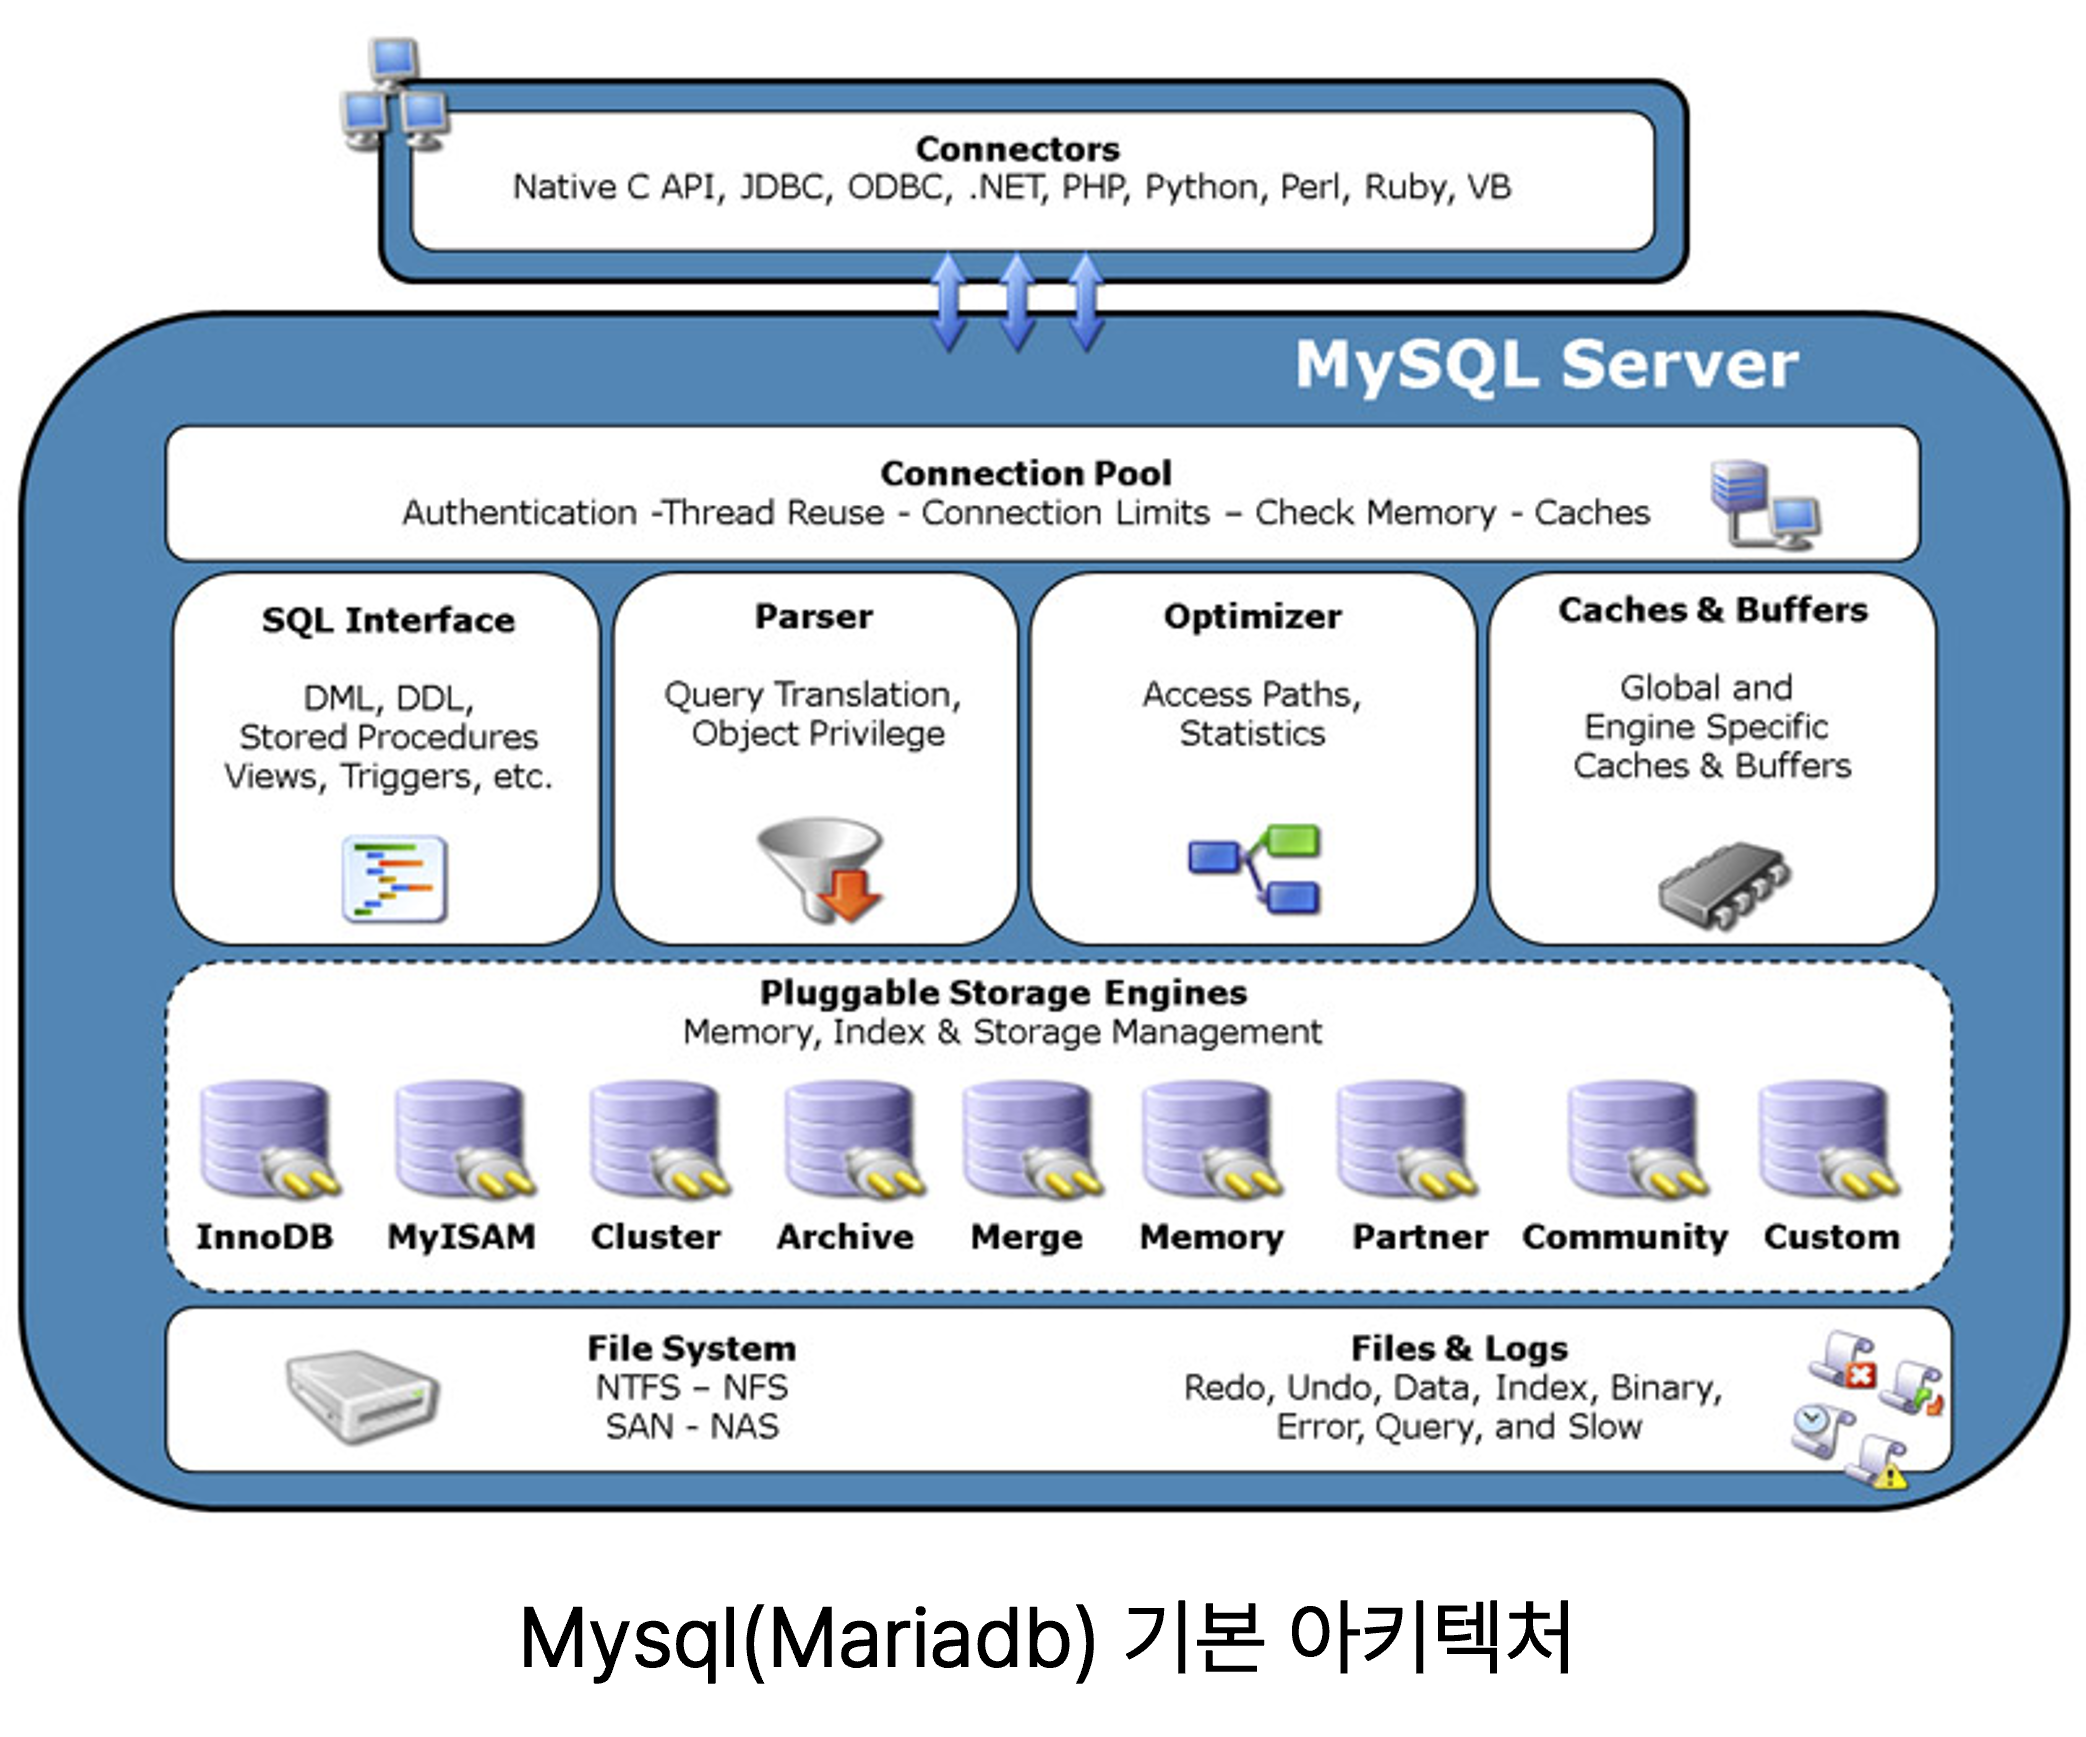 Connectors
Native C API, JDBC, ODBC, .NET, PHP, Python, Perl, Ruby, VB
MySQL Server
Connection Pool
Authentication -Thread Reuse - Connection Limits – Check Memory - Caches
SQL Interface
DML, DDL,
Stored Procedures
Views, Triggers, etc.
Parser
Query Translation,
Object Privilege
Optimizer
Access Paths,
Statistics
Caches & Buffers
Global and
Engine Specific
Caches & Buffers
Pluggable Storage Engines
Memory, Index & Storage Management
InnoDB
MyISAM
Cluster
Archive
Merge
Memory
Partner
Community
Custom
File System
NTFS – NFS
SAN - NAS
Files & Logs
Redo, Undo, Data, Index, Binary,
Error, Query, and Slow
Mysql(Mariadb) 기본 아키텍처